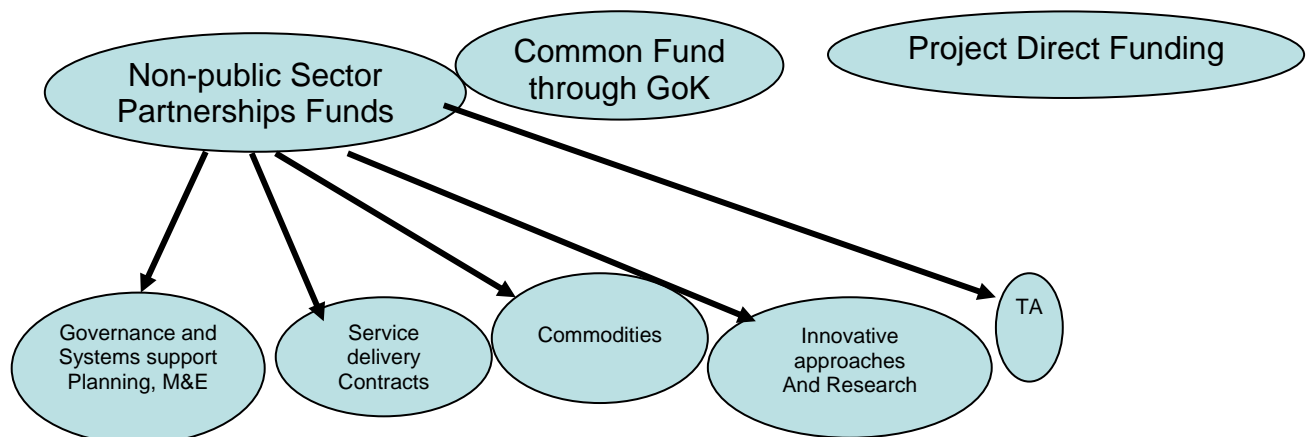 Non-public Sector
Partnerships Funds
Common Fund
through GoK
Project Direct Funding
Governance and
Systems support
Planning, M&E
Service
delivery
Contracts
Commodities
Innovative
approaches
And Research
TA